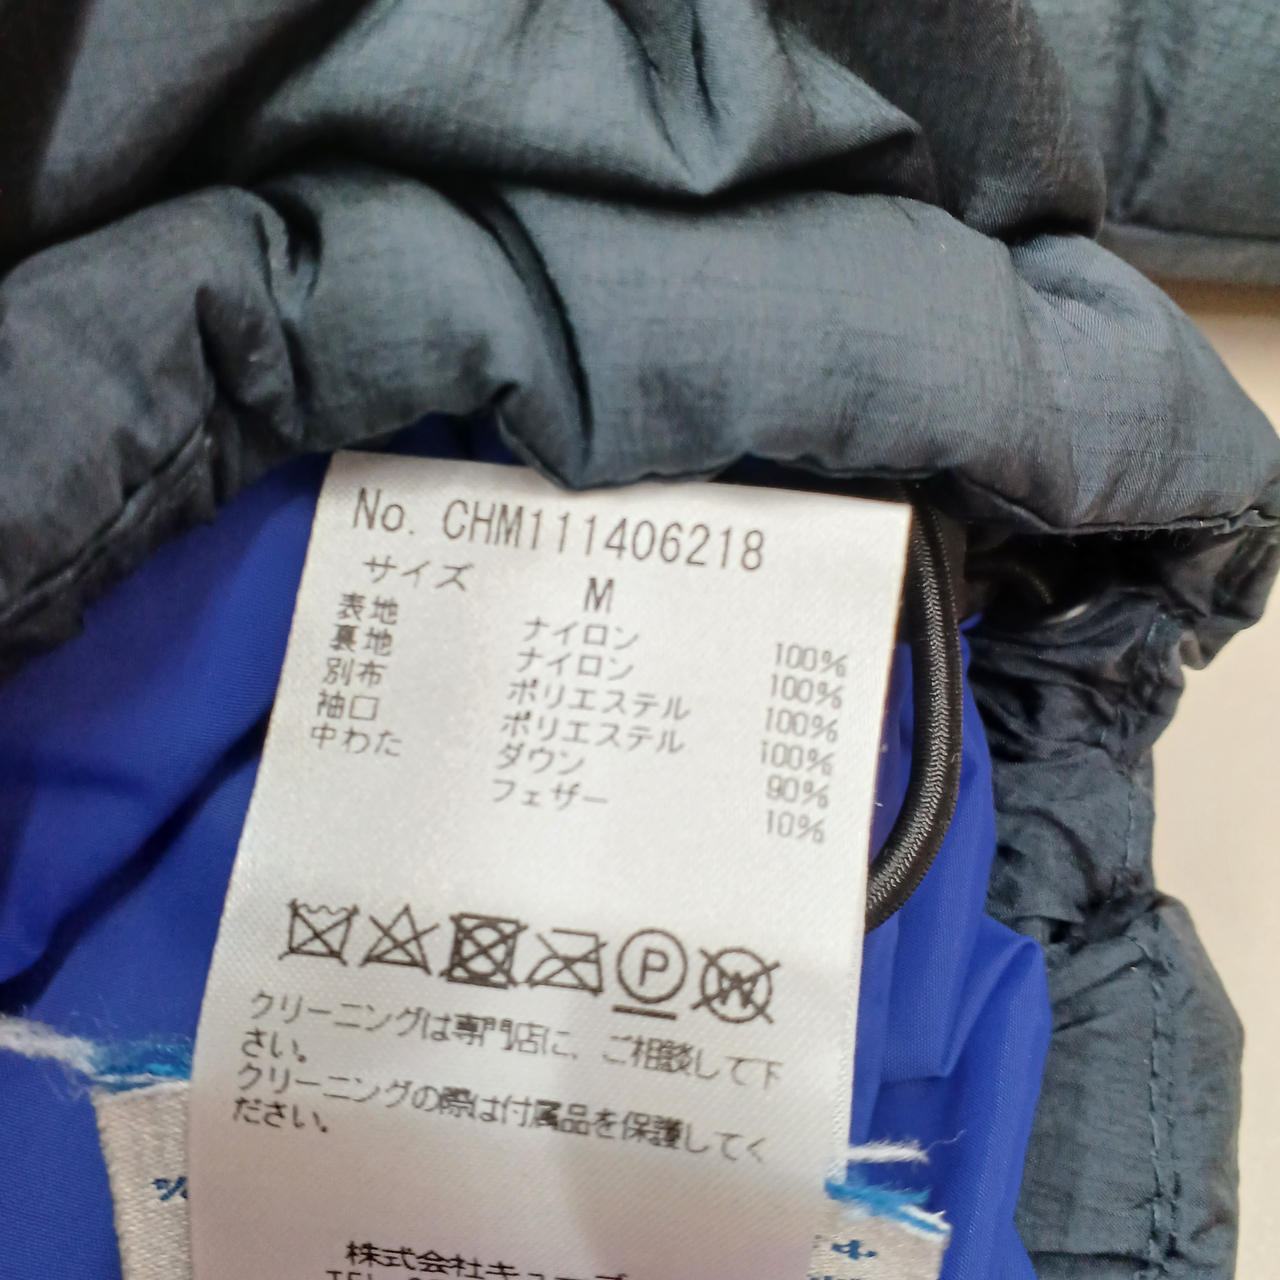 No. CHM111406218
サイズ M
表地 ナイロン 100%
裏地 ナイロン 100%
別布 ポリエステル 100%
袖口 ポリエステル 100%
中わた ダウン 90%
フェザー 10%
P
W
クリーニングは専門店に、ご相談して下
さい。
クリーニングの際は付属品を保護してく
ださい。
株式会社キューブ